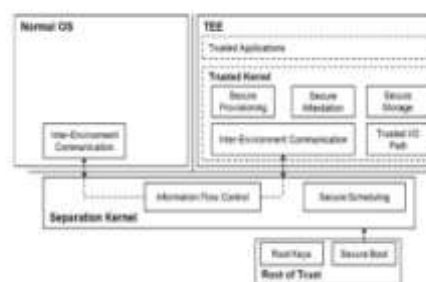 Normal OS
TEE
Trusted Applications
Trusted Kernel
Secure
Provisioning
Secure
Attestation
Secure
Storage
Inter-Environment
Communication
Inter-Environment Communication
Trusted I/O
Path
Information Flow Control
Secure Scheduling
Separation Kernel
Root Keys
Secure Boot
Root of Trust